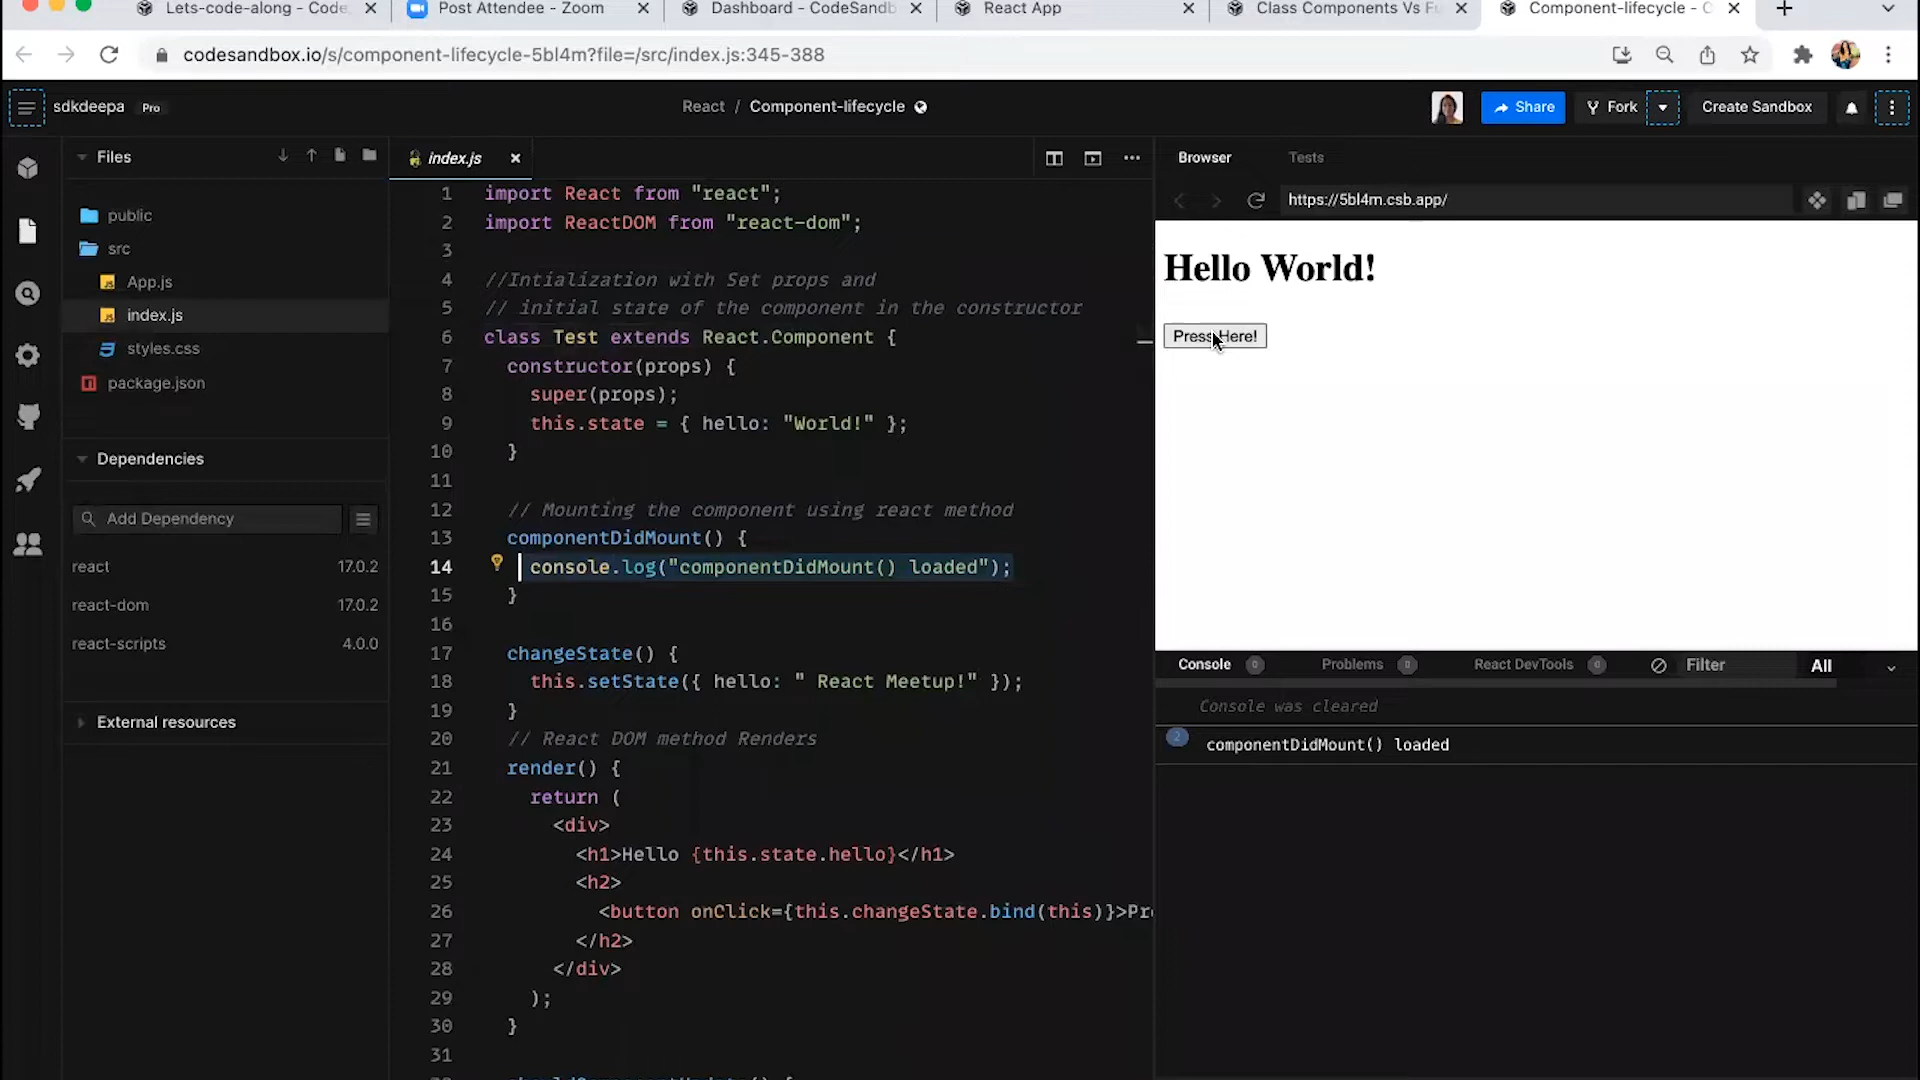 Lets-code-along - Code
Post Attendee - Zoom
Dashboard - CodeSandb
React App
Class Components Vs Fu
Component-lifecycle - C
codesandbox.io/s/component-lifecycle-5bl4m?file=/src/index.js:345-388
sdkdeepa Pro
React / Component-lifecycle
Share
Fork
Create Sandbox
Files
public
src
App.js
index.js
styles.css
package.json
Dependencies
Add Dependency
react 17.0.2
react-dom 17.0.2
react-scripts 4.0.0
External resources
index.js
1 import React from "react";
2 import ReactDOM from "react-dom";
3
4 //Intialization with Set props and
5 // initial state of the component in the constructor
6 class Test extends React.Component {
7 constructor(props) {
8 super(props);
9 this.state = { hello: "World!" };
10 }
11
12 // Mounting the component using react method
13 componentDidMount() {
14 console.log("componentDidMount() loaded");
15 }
16
17 changeState() {
18 this.setState({ hello: " React Meetup!" });
19 }
20 // React DOM method Renders
21 render() {
22 return (
23 <div>
24 <h1>Hello {this.state.hello}</h1>
25 <h2>
26 <button onClick={this.changeState.bind(this)}>Pr
27 </h2>
28 </div>
29 );
30 }
31
Browser
Tests
https://5bl4m.csb.app/
Hello World!
Press Here!
Console 0
Problems 0
React DevTools 0
Filter
All
Console was cleared
2 componentDidMount() loaded